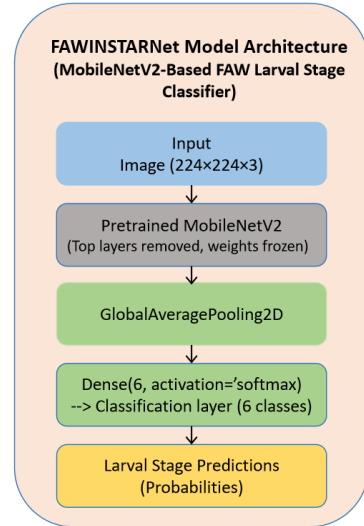 FAWINSTARNet Model Architecture
(MobileNetV2-Based FAW Larval Stage
Classifier)
Input
Image (224×224×3)
Pretrained MobileNetV2
(Top layers removed, weights frozen)
GlobalAveragePooling2D
Dense(6, activation='softmax)
--> Classification layer (6 classes)
Larval Stage Predictions
(Probabilities)